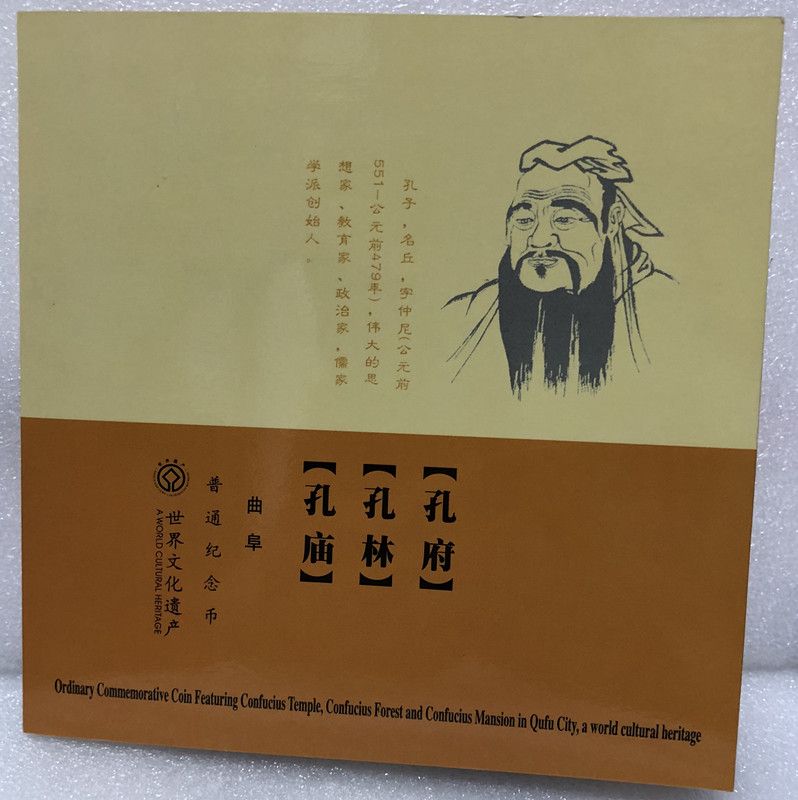 孔子，名丘，字仲尼(公元前
551—公元前479年)，伟大的思
想家、教育家、政治家，儒家
学派创始人。
【孔府】
【孔林】
【孔庙】
曲阜
普通纪念币
世界文化遗产
A WORLD CULTURAL HERITAGE
Ordinary Commemorative Coin Featuring Confucius Temple, Confucius Forest and Confucius Mansion in Qufu City, a world cultural heritage